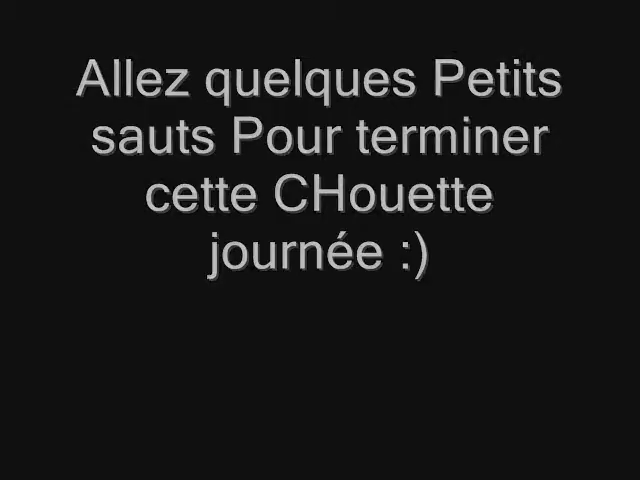 Allez quelques Petits
sauts Pour terminer
cette CHouette
journée :)